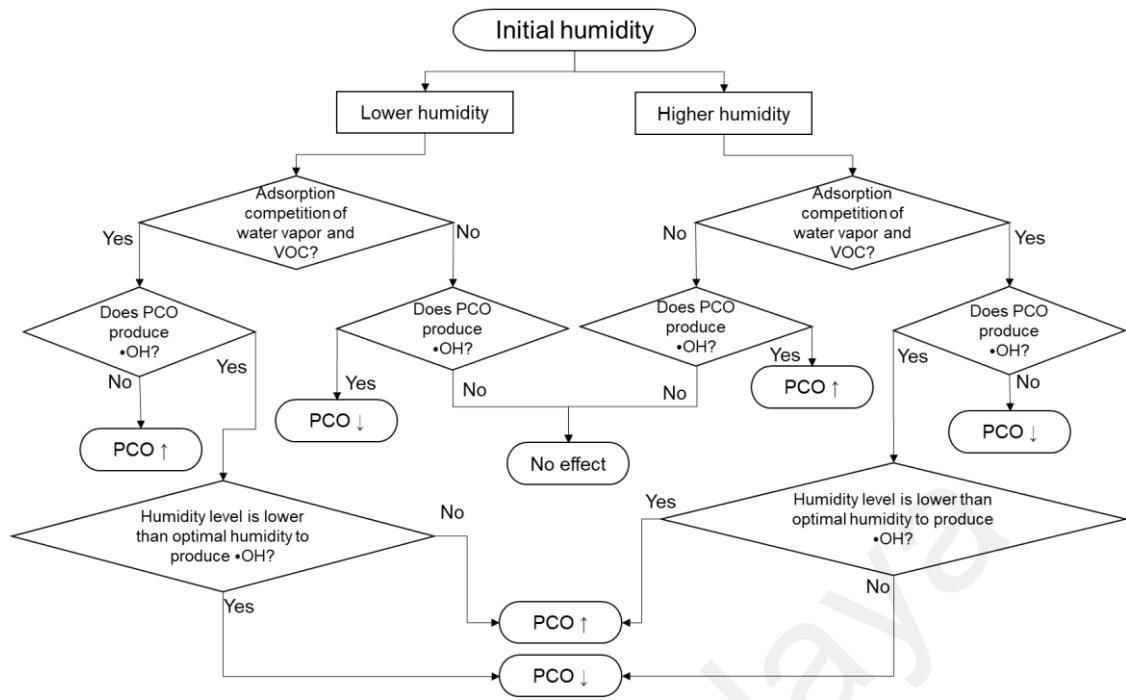 Initial humidity
Lower humidity
Higher humidity
Adsorption
competition of
water vapor and
VOC?
Adsorption
competition of
water vapor and
VOC?
Yes
No
No
Yes
Does PCO
produce
•OH?
Does PCO
produce
•OH?
Does PCO
produce
•OH?
Does PCO
produce
•OH?
No
Yes
Yes
No
No
Yes
Yes
No
PCO ↑
PCO ↓
No effect
PCO ↑
PCO ↓
Humidity level is lower
than optimal humidity to
produce •OH?
Humidity level is lower than
optimal humidity to produce
•OH?
No
Yes
Yes
No
PCO ↑
PCO ↓
laya